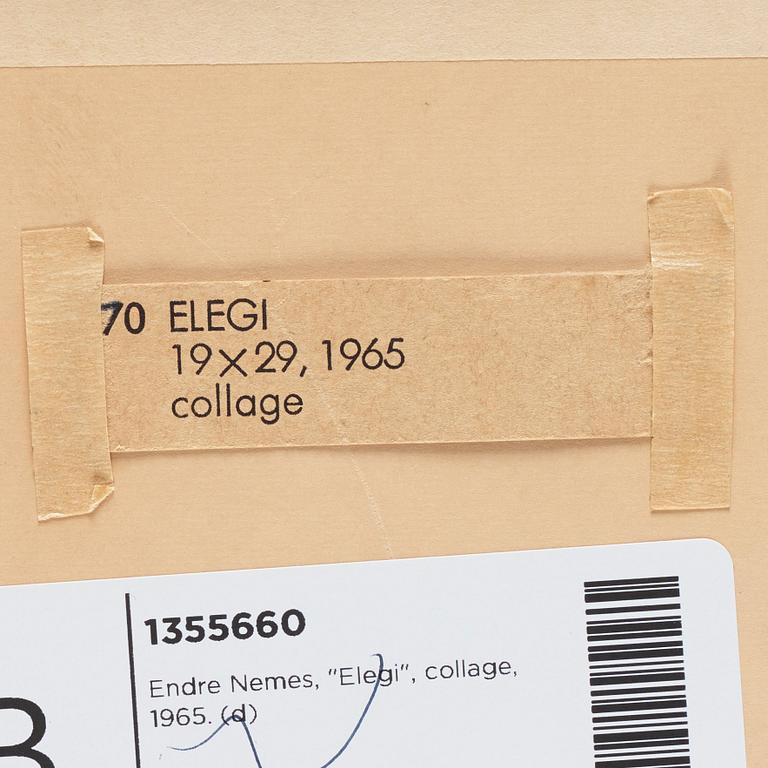 70 ELEGI
19×29, 1965
collage
1355660
Endre Nemes, "Elegi", collage,
1965. (d)